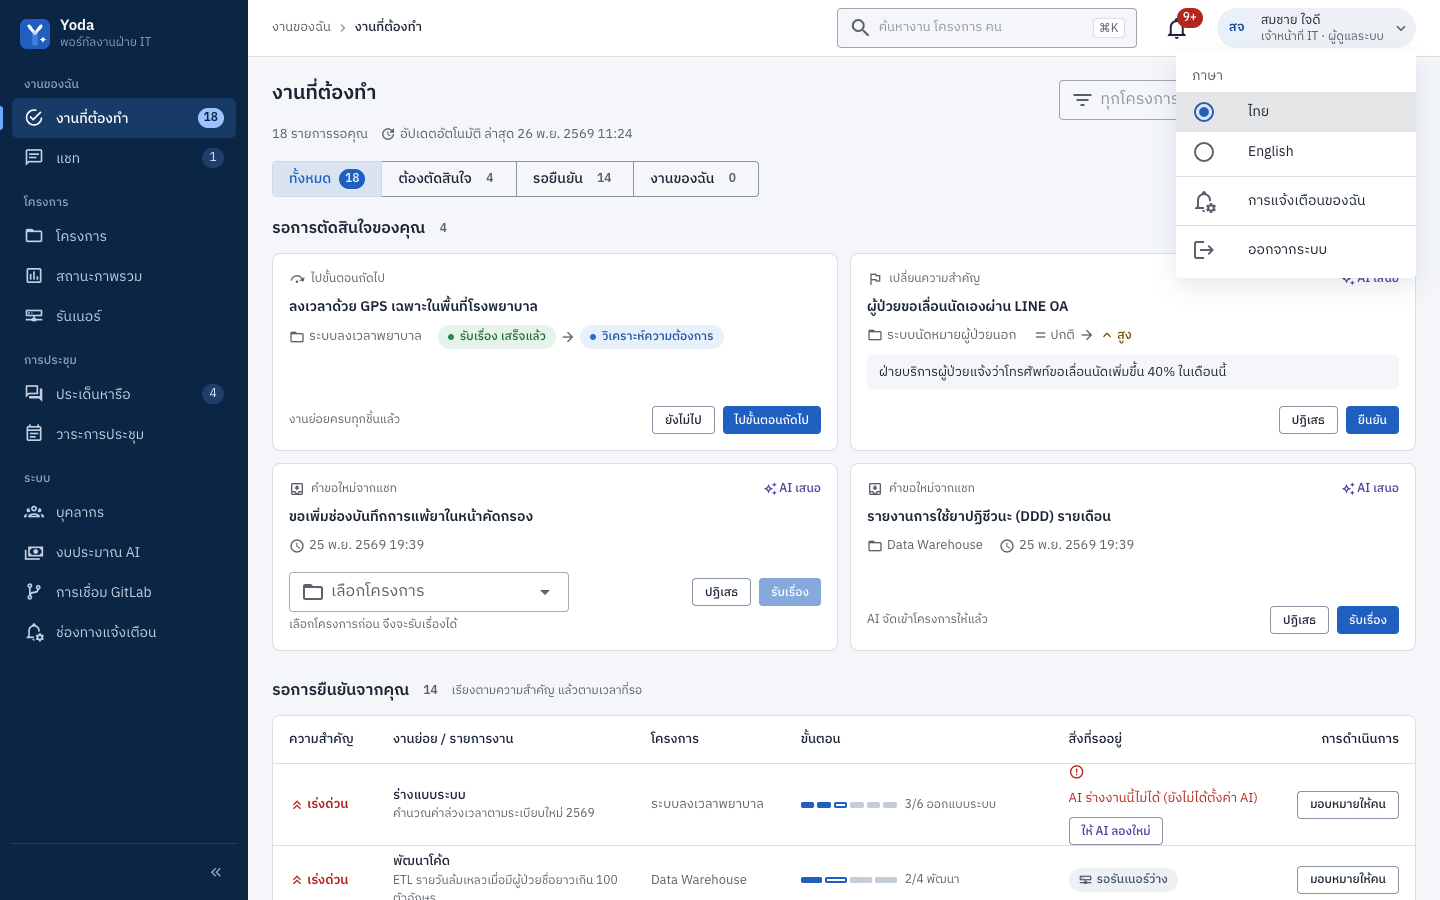 Yoda
พอร์ทัลงานฝ่าย IT
งานของฉัน
งานที่ต้องทำ 18
แชท 1
โครงการ
โครงการ
สถานะภาพรวม
รันเนอร์
การประชุม
ประเด็นหารือ 4
วาระการประชุม
ระบบ
บุคลากร
งบประมาณ AI
การเชื่อม GitLab
ช่องทางแจ้งเตือน
งานของฉัน > งานที่ต้องทำ
ค้นหางาน โครงการ คน ⌘K
9+
สจ สมชาย ใจดี
เจ้าหน้าที่ IT · ผู้ดูแลระบบ
ภาษา
ไทย
English
การแจ้งเตือนของฉัน
ออกจากระบบ
งานที่ต้องทำ
ทุกโครงการ
18 รายการรอคุณ อัปเดตอัตโนมัติ ล่าสุด 26 พ.ย. 2569 11:24
ทั้งหมด 18 ต้องตัดสินใจ 4 รอยืนยัน 14 งานของฉัน 0
รอการตัดสินใจของคุณ 4
ไปขั้นตอนถัดไป
ลงเวลาด้วย GPS เฉพาะในพื้นที่โรงพยาบาล
ระบบลงเวลาพยาบาล รับเรื่อง เสร็จแล้ว → วิเคราะห์ความต้องการ
งานย่อยครบทุกชิ้นแล้ว ยังไม่ไป ไปขั้นตอนถัดไป
เปลี่ยนความสำคัญ AI เสนอ
ผู้ป่วยขอเลื่อนนัดเองผ่าน LINE OA
ระบบนัดหมายผู้ป่วยนอก ปกติ → สูง
ฝ่ายบริการผู้ป่วยแจ้งว่าโทรศัพท์ขอเลื่อนนัดเพิ่มขึ้น 40% ในเดือนนี้
ปฏิเสธ ยืนยัน
คำขอใหม่จากแชท AI เสนอ
ขอเพิ่มช่องบันทึกการแพ้ยาในหน้าคัดกรอง
25 พ.ย. 2569 19:39
เลือกโครงการ ปฏิเสธ รับเรื่อง
เลือกโครงการก่อน จึงจะรับเรื่องได้
คำขอใหม่จากแชท AI เสนอ
รายงานการใช้ยาปฏิชีวนะ (DDD) รายเดือน
Data Warehouse 25 พ.ย. 2569 19:39
AI จัดเข้าโครงการให้แล้ว ปฏิเสธ รับเรื่อง
รอการยืนยันจากคุณ 14 เรียงตามความสำคัญ แล้วตามเวลาที่รอ
ความสำคัญ งานย่อย / รายการงาน โครงการ ขั้นตอน สิ่งที่รออยู่ การดำเนินการ
เร่งด่วน ร่างแบบระบบ
คำนวณค่าล่วงเวลาตามระเบียบใหม่ 2569
ระบบลงเวลาพยาบาล 3/6 ออกแบบระบบ
AI ร่างงานนี้ไม่ได้ (ยังไม่ได้ตั้งค่า AI)
ให้ AI ลองใหม่
มอบหมายให้คน
เร่งด่วน พัฒนาโค้ด
ETL รายวันล้มเหลวเมื่อมีผู้ป่วยชื่อยาวเกิน 100
ตัวอักษร
Data Warehouse 2/4 พัฒนา รอรันเนอร์ว่าง มอบหมายให้คน